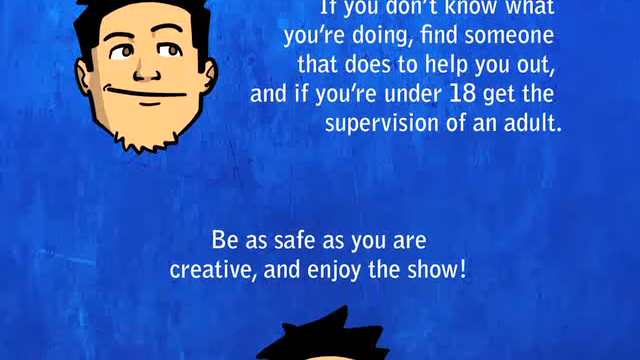 If you don't know what
you're doing, find someone
that does to help you out,
and if you're under 18 get the
supervision of an adult.
Be as safe as you are
creative, and enjoy the show!